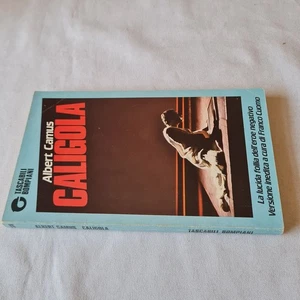 Albert Camus
CALIGOLA
La lucida follia dell'eroe negativo
Versione inedita a cura di Franco Cuomo
TASCABILI
BOMPIANI
ALBERT CAMUS CALIGOLA TASCABILI BOMPIANI